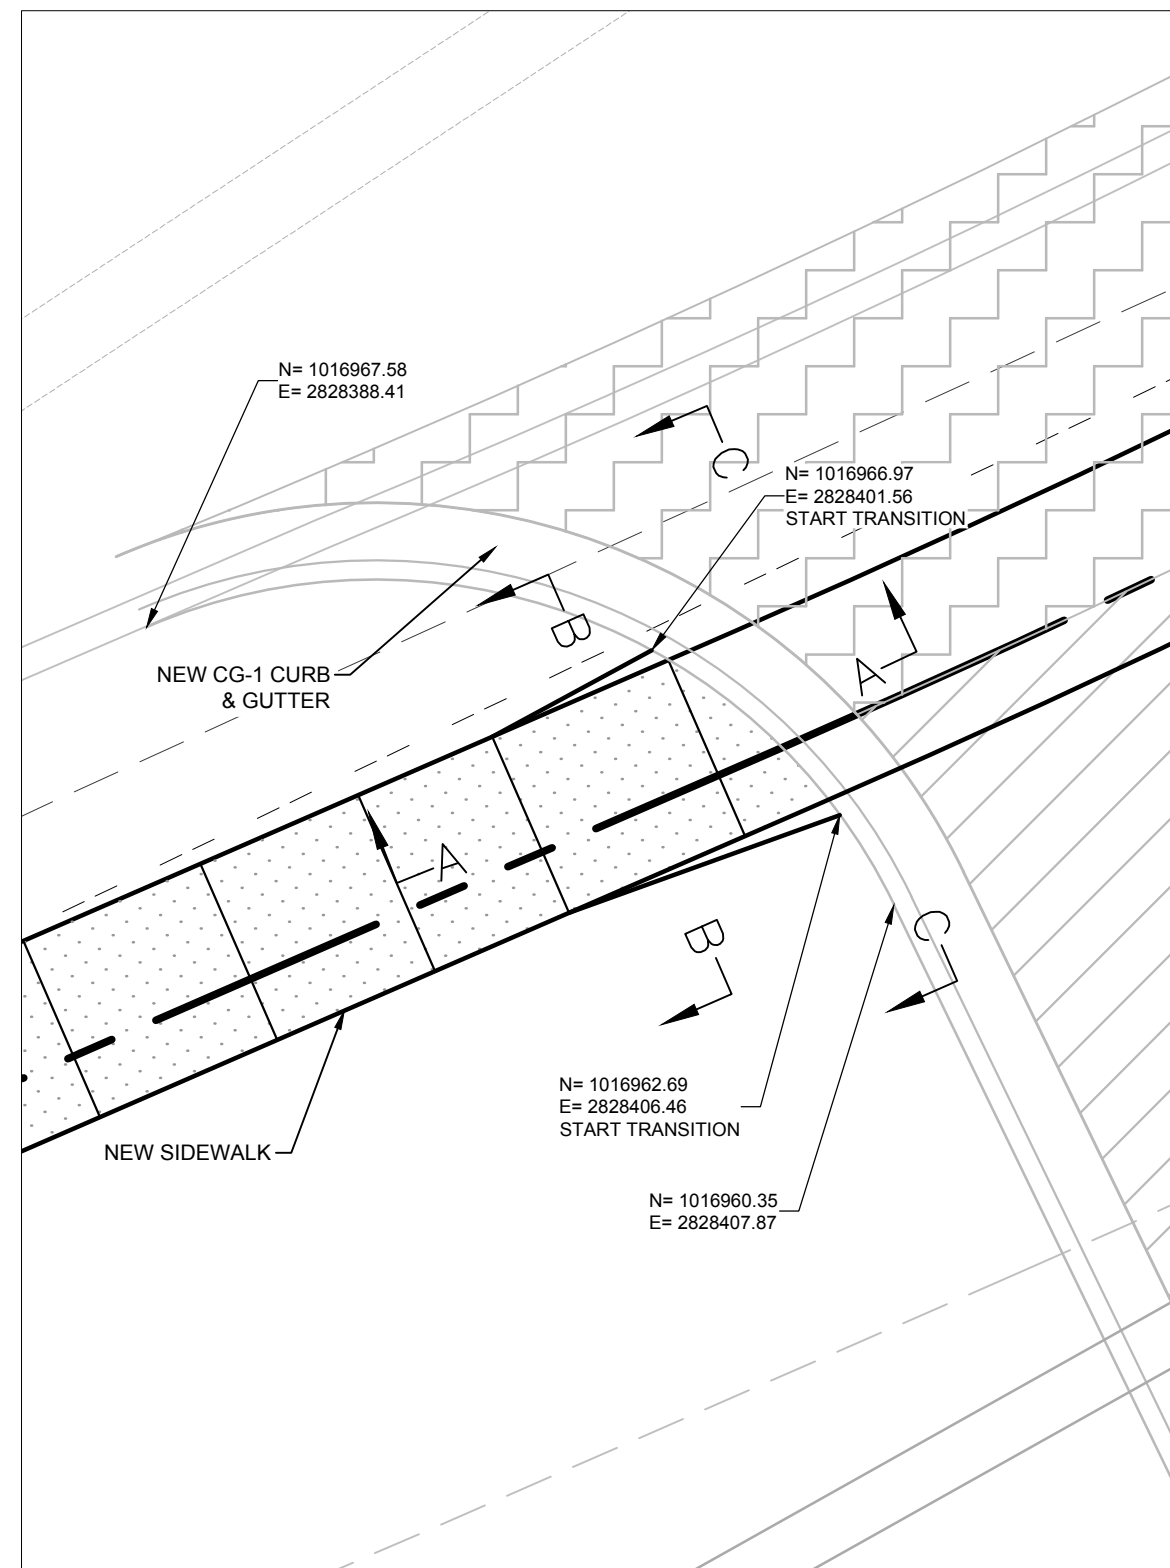 N= 1016967.58
E= 2828388.41
C
N= 1016966.97
E= 2828401.56
START TRANSITION
B
NEW CG-1 CURB
& GUTTER
A
A
B
C
N= 1016962.69
E= 2828406.46
START TRANSITION
NEW SIDEWALK
N= 1016960.35
E= 2828407.87